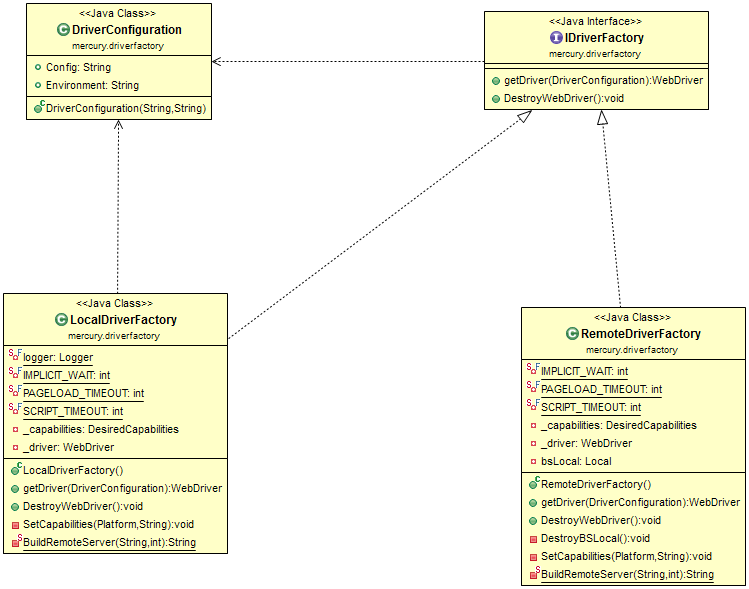 <<Java Class>>
DriverConfiguration
mercury.driverfactory
Config: String
Environment: String
DriverConfiguration(String,String)
<<Java Interface>>
IDriverFactory
mercury.driverfactory
getDriver(DriverConfiguration):WebDriver
DestroyWebDriver():void
<<Java Class>>
LocalDriverFactory
mercury.driverfactory
logger: Logger
IMPLICIT_WAIT: int
PAGELOAD_TIMEOUT: int
SCRIPT_TIMEOUT: int
_capabilities: DesiredCapabilities
_driver: WebDriver
LocalDriverFactory()
getDriver(DriverConfiguration):WebDriver
DestroyWebDriver():void
SetCapabilities(Platform,String):void
BuildRemoteServer(String,int):String
<<Java Class>>
RemoteDriverFactory
mercury.driverfactory
IMPLICIT_WAIT: int
PAGELOAD_TIMEOUT: int
SCRIPT_TIMEOUT: int
_capabilities: DesiredCapabilities
_driver: WebDriver
bsLocal: Local
RemoteDriverFactory()
getDriver(DriverConfiguration):WebDriver
DestroyWebDriver():void
DestroyBSLocal():void
SetCapabilities(Platform,String):void
BuildRemoteServer(String,int):String